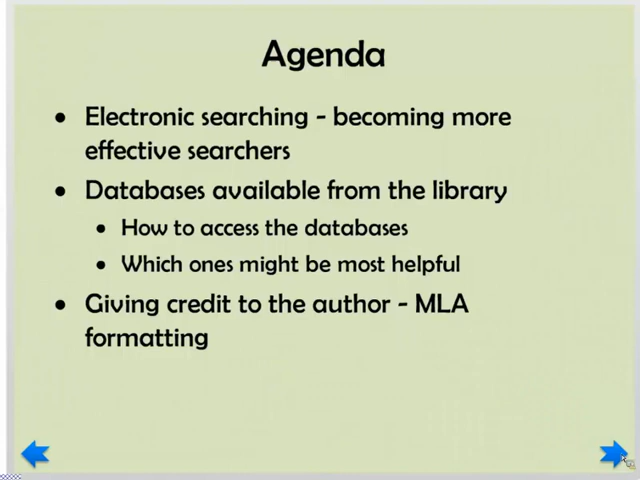 Agenda
• Electronic searching - becoming more
effective searchers
• Databases available from the library
• How to access the databases
• Which ones might be most helpful
• Giving credit to the author - MLA
formatting